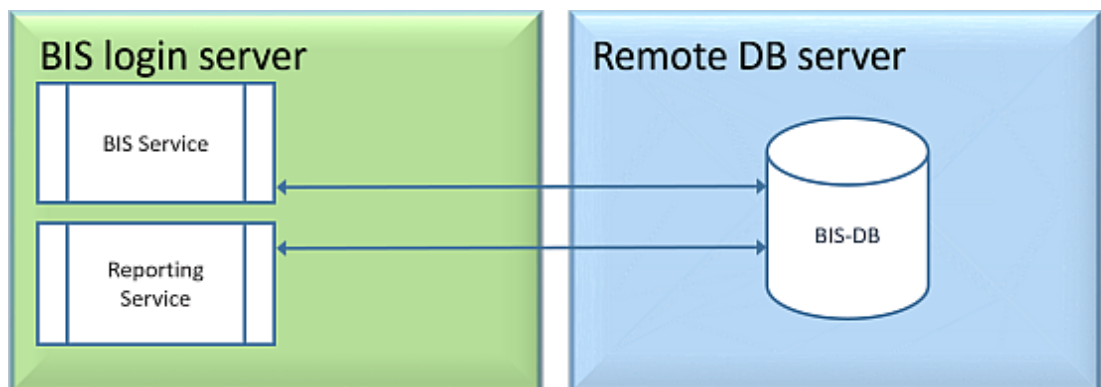 BIS login server
BIS Service
Reporting
Service
Remote DB server
BIS-DB